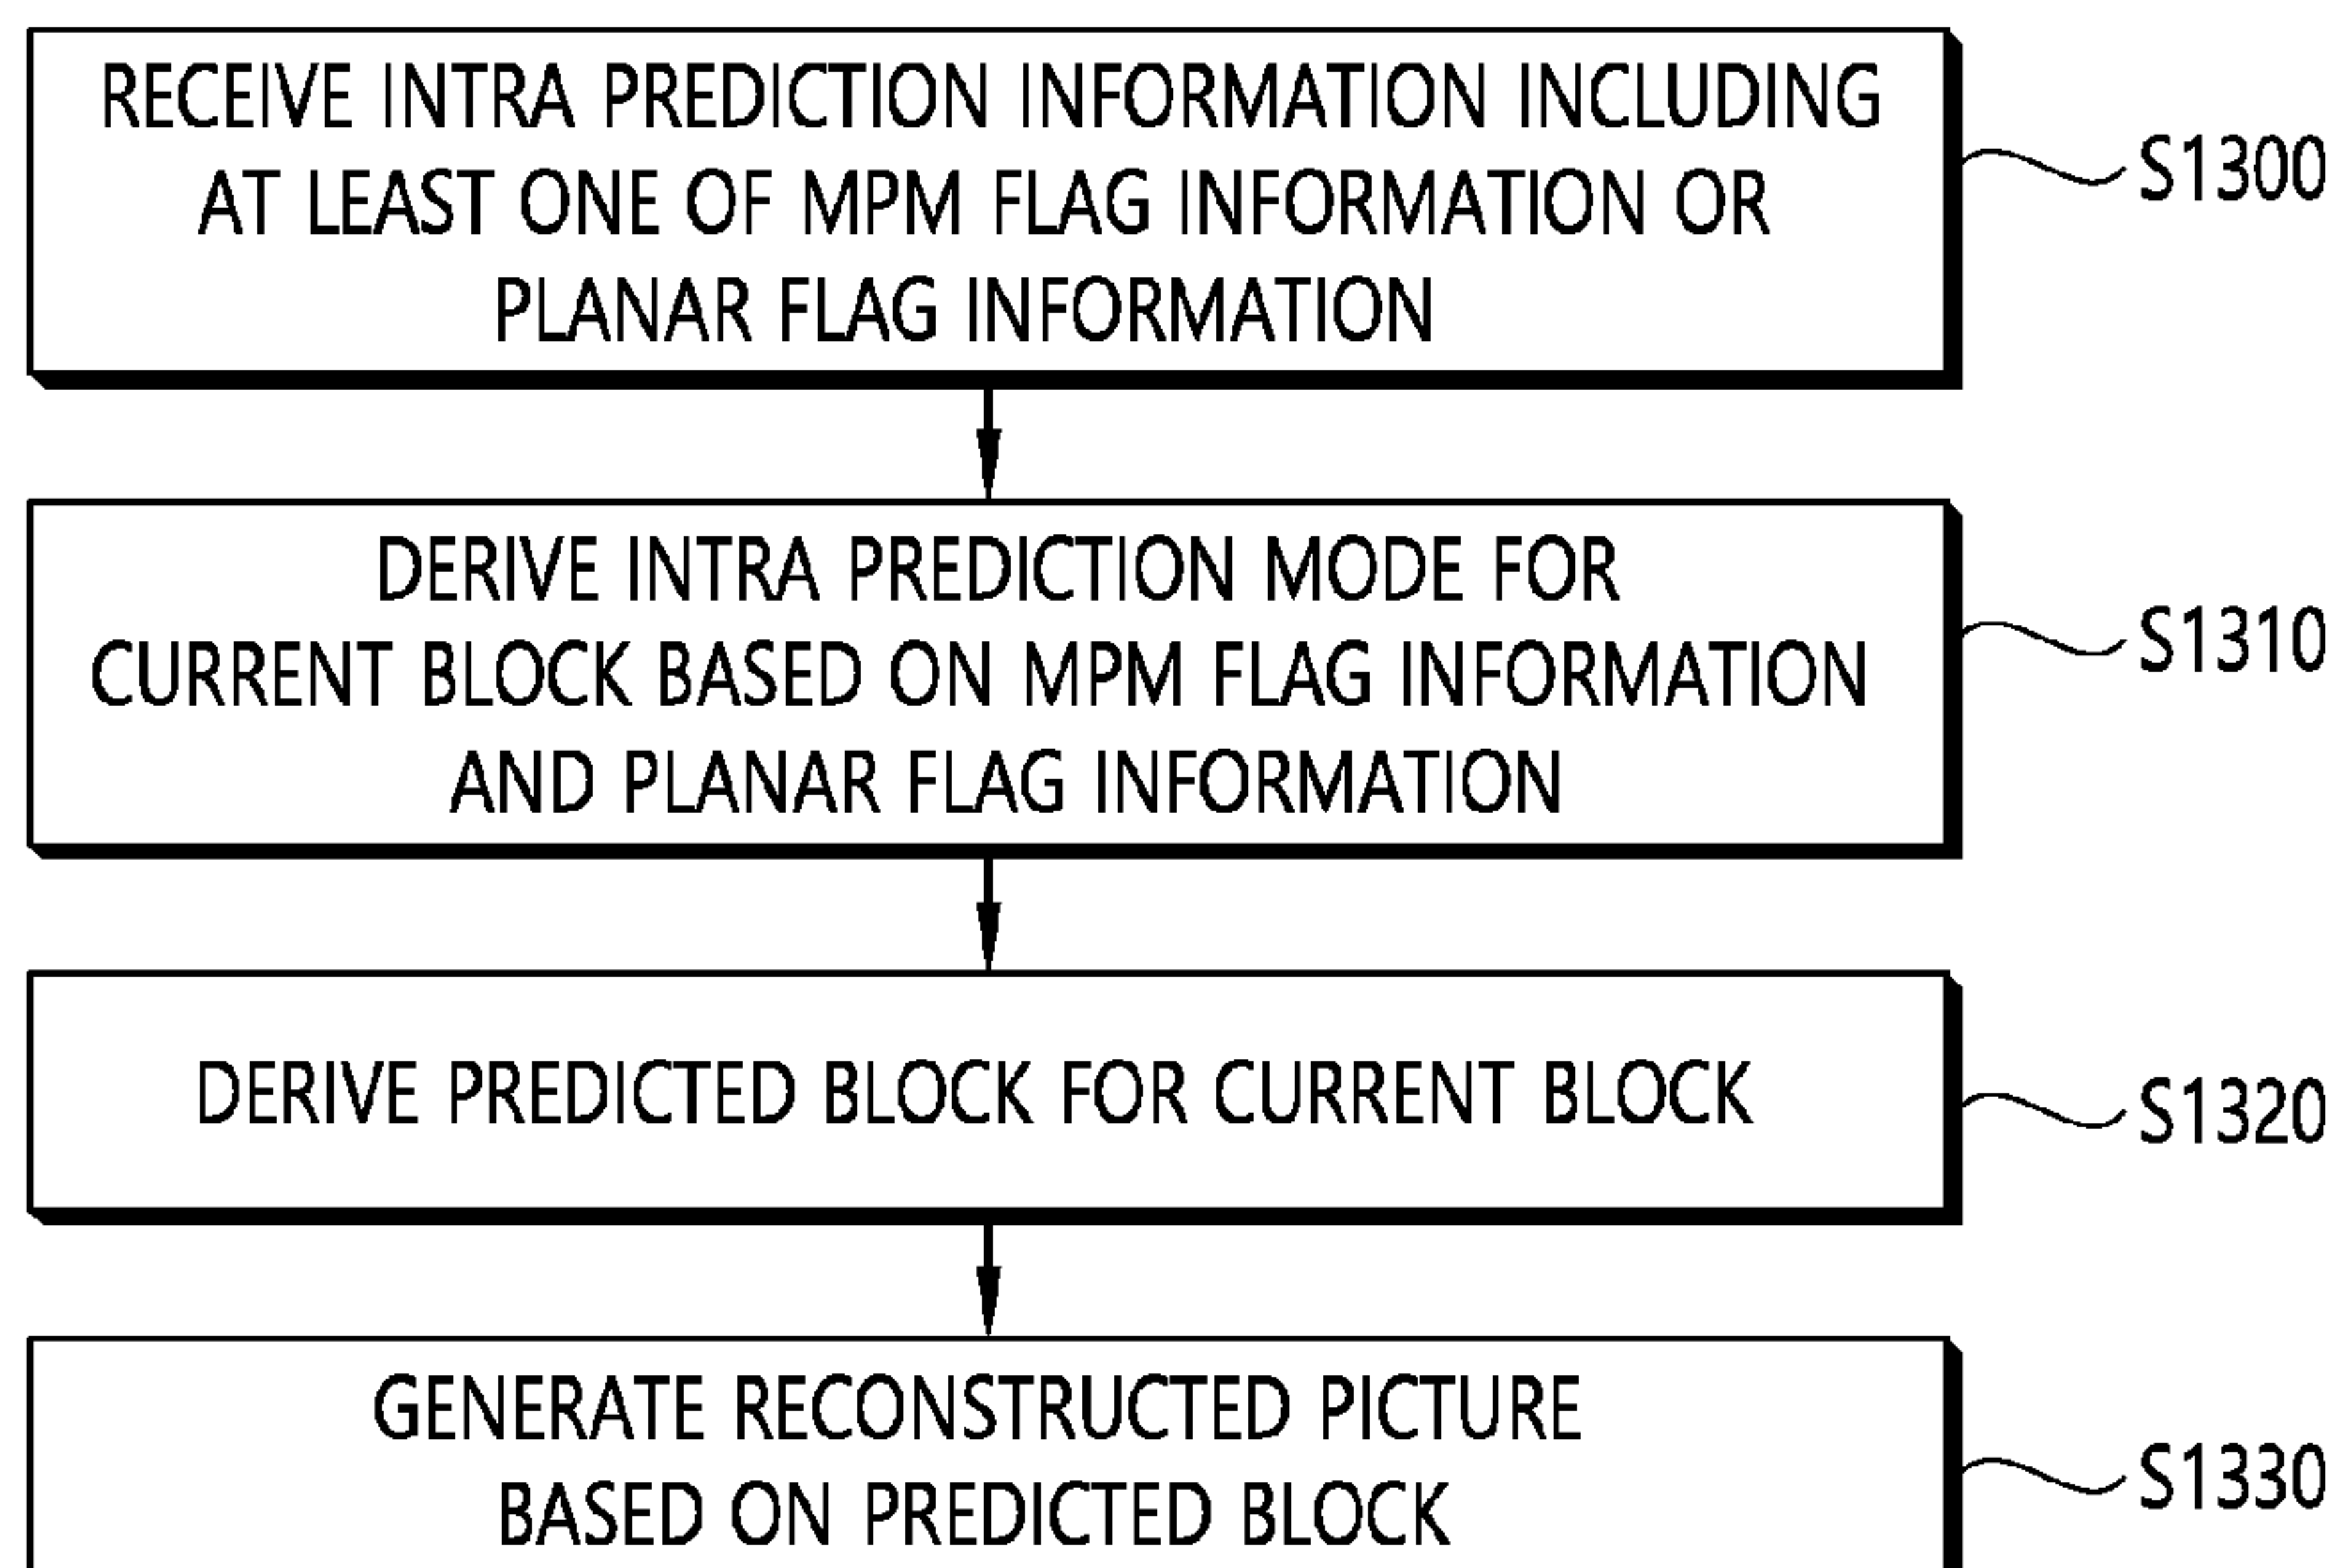 RECEIVE INTRA PREDICTION INFORMATION INCLUDING
AT LEAST ONE OF MPM FLAG INFORMATION OR
PLANAR FLAG INFORMATION
S1300
DERIVE INTRA PREDICTION MODE FOR
CURRENT BLOCK BASED ON MPM FLAG INFORMATION
AND PLANAR FLAG INFORMATION
S1310
DERIVE PREDICTED BLOCK FOR CURRENT BLOCK
S1320
GENERATE RECONSTRUCTED PICTURE
BASED ON PREDICTED BLOCK
S1330